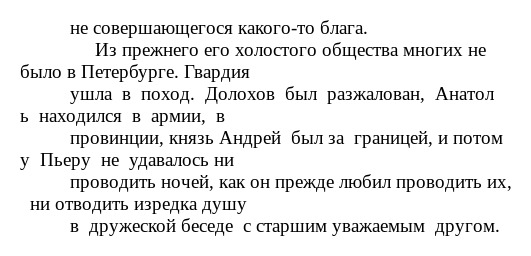 не совершающегося какого-то блага.
Из прежнего его холостого общества многих не
было в Петербурге. Гвардия
ушла в поход. Долохов был разжалован, Анатол
ь находился в армии, в
провинции, князь Андрей был за границей, и потом
у Пьеру не удавалось ни
проводить ночей, как он прежде любил проводить их,
ни отводить изредка душу
в дружеской беседе с старшим уважаемым другом.